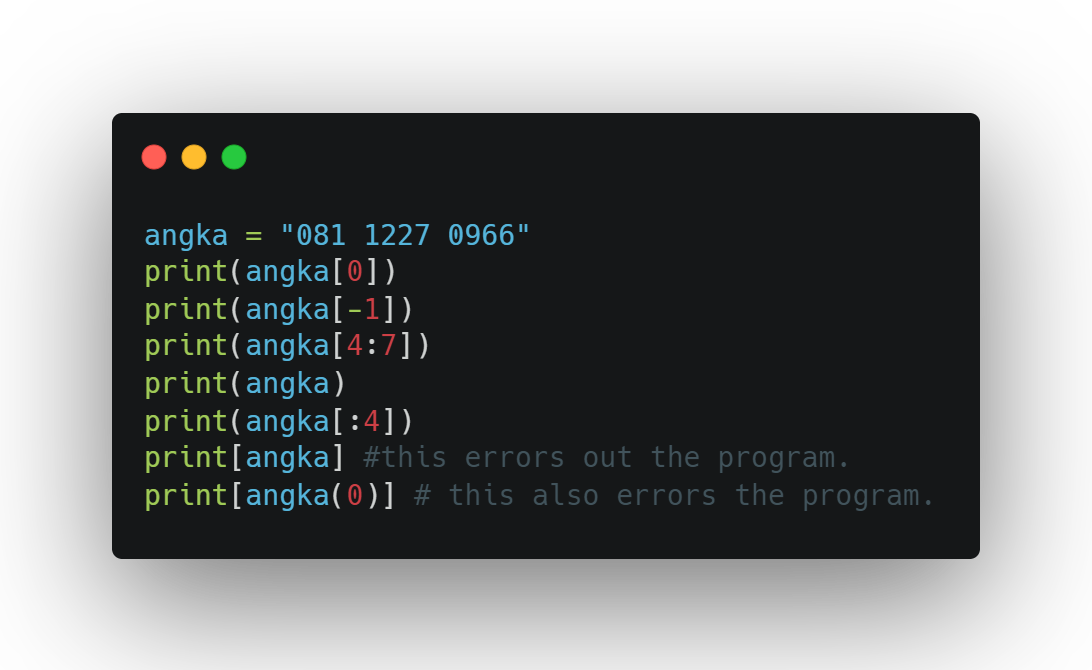 angka = "081 1227 0966"
print(angka[0])
print(angka[-1])
print(angka[4:7])
print(angka)
print(angka[:4])
print[angka] #this errors out the program.
print[angka(0)] # this also errors the program.